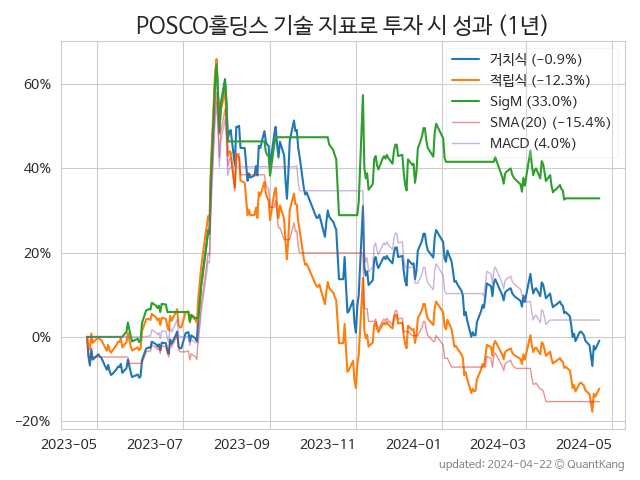 POSCO홀딩스 기술 지표로 투자 시 성과 (1년)
거치식 (−0.9%)
적립식 (−12.3%)
SigM (33.0%)
SMA(20) (−15.4%)
MACD (4.0%)
60%
40%
20%
0%
−20%
2023-05 2023-07 2023-09 2023-11 2024-01 2024-03 2024-05
updated: 2024-04-22 © QuantKang